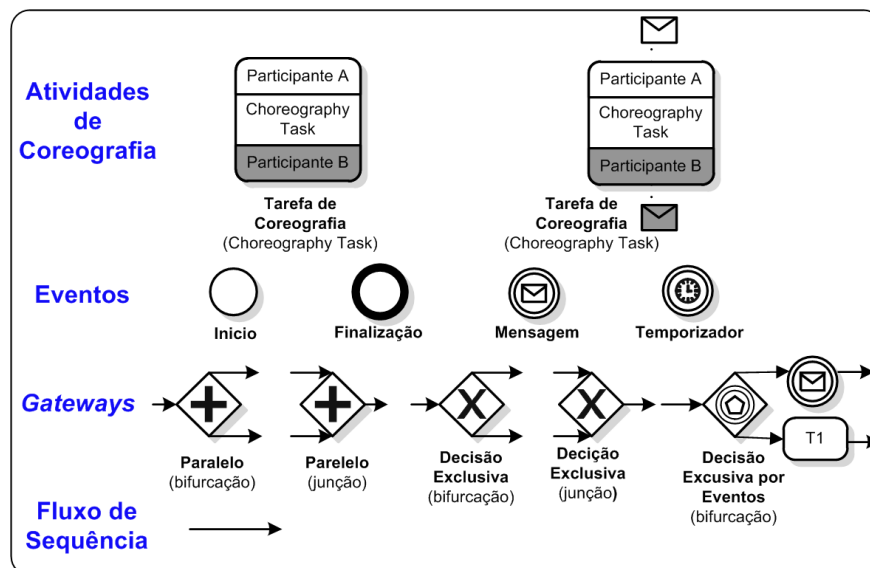 Atividades
de
Coreografia
Participante A
Choreography
Task
Participante B
Tarefa de
Coreografia
(Choreography Task)
Participante A
Choreography
Task
Participante B
Tarefa de
Coreografia
(Choreography Task)
Eventos
Inicio
Finalização
Mensagem
Temporizador
Gateways
Paralelo
(bifurcação)
Parelelo
(junção)
X
Decisão
Exclusiva
(bifurcação)
X
Decição
Exclusiva
(junção)
T1
Decisão
Excusiva por
Eventos
(bifurcação)
Fluxo de
Sequência